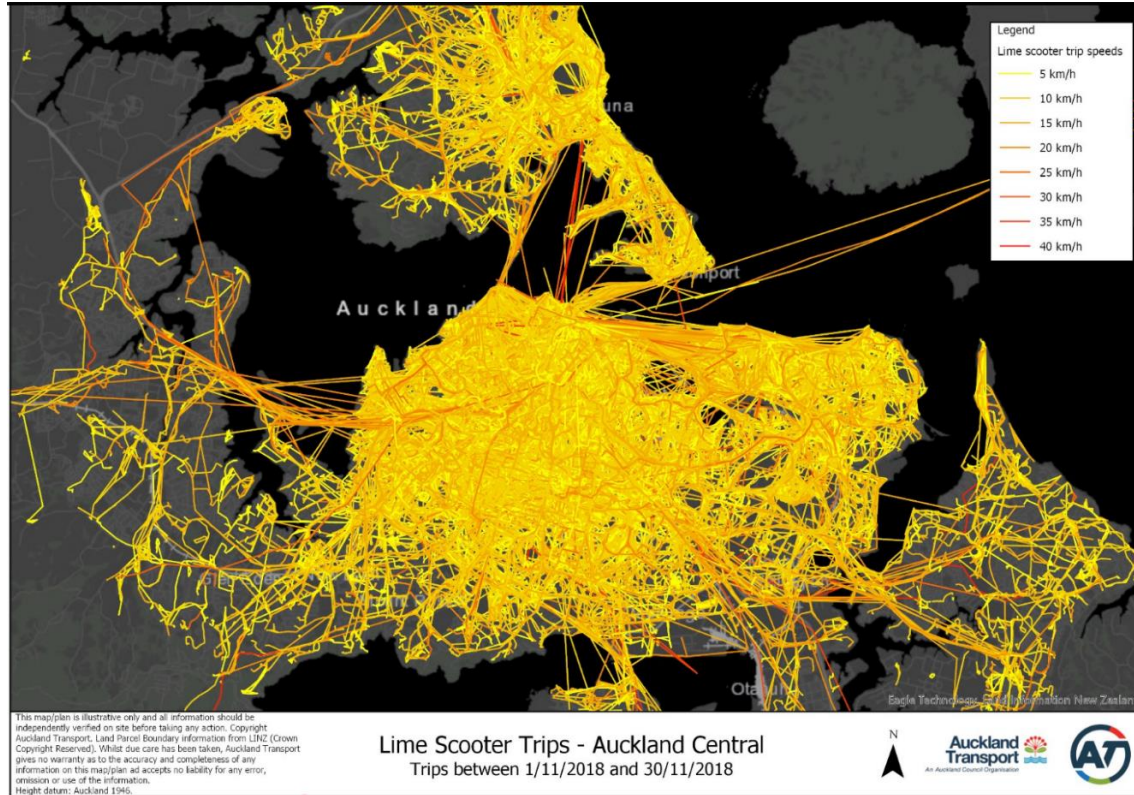 Legend
Lime scooter trip speeds
5 km/h
10 km/h
15 km/h
20 km/h
25 km/h
30 km/h
35 km/h
40 km/h
Auckland
Eagle Technology, Information New Zealan
This map/plan is illustrative only and all information should be
independently verified on site before taking any action. Copyright
Auckland Transport. Land Parcel Boundary information from LINZ (Crown
Copyright Reserved). Whilst due care has been taken, Auckland Transport
gives no warranty as to the accuracy and completeness of any
information on this map/plan ad accepts no liability for any error,
omission or use of the information.
Height datum: Auckland 1946.
Lime Scooter Trips - Auckland Central
Trips between 1/11/2018 and 30/11/2018
N
Auckland
Transport
An Auckland Council Organisation
AT